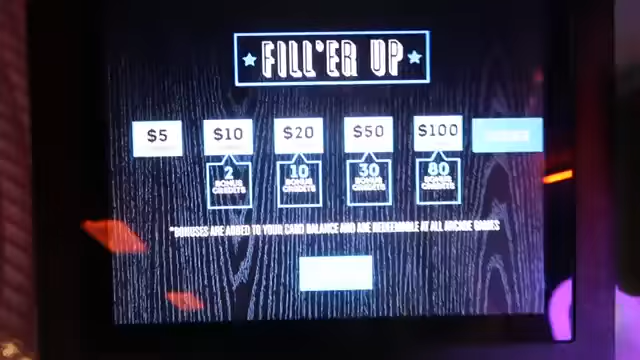 FILL'ER UP
$5 $10 $20 $50 $100
2 BONUS CREDITS
10 BONUS CREDITS
30 BONUS CREDITS
80 BONUS CREDITS
*BONUSES ARE ADDED TO YOUR CARD BALANCE AND ARE REDEEMABLE AT ALL ARCADE GAMES